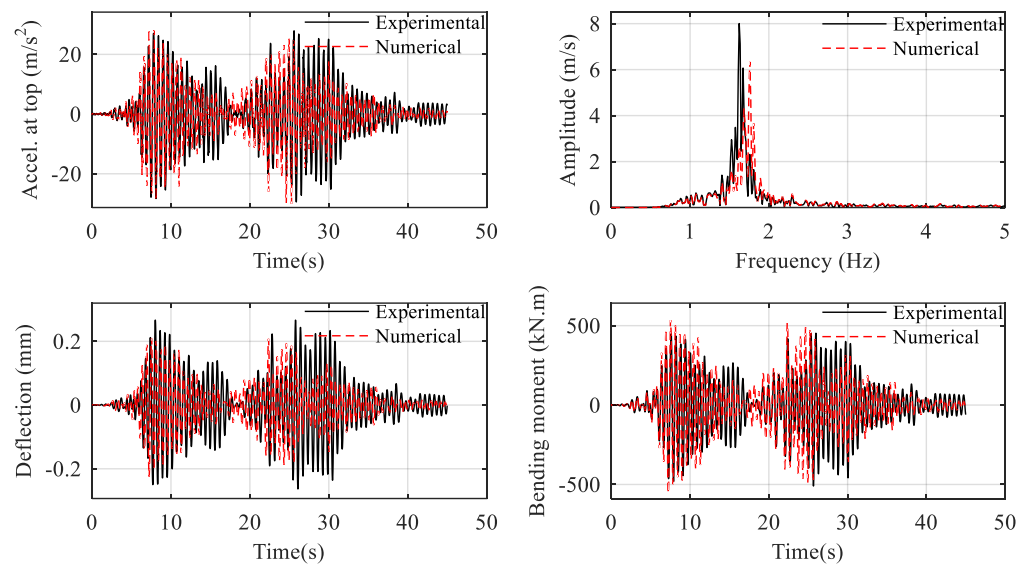 Accel. at top (m/s²)
20
0
-20
0 10 20 30 40 50
Time(s)
Experimental
Numerical
Amplitude (m/s)
8
6
4
2
0
0 1 2 3 4 5
Frequency (Hz)
Experimental
Numerical
Deflection (mm)
0.2
0
-0.2
0 10 20 30 40 50
Time(s)
Experimental
Numerical
Bending moment (kN.m)
500
0
-500
0 10 20 30 40 50
Time(s)
Experimental
Numerical